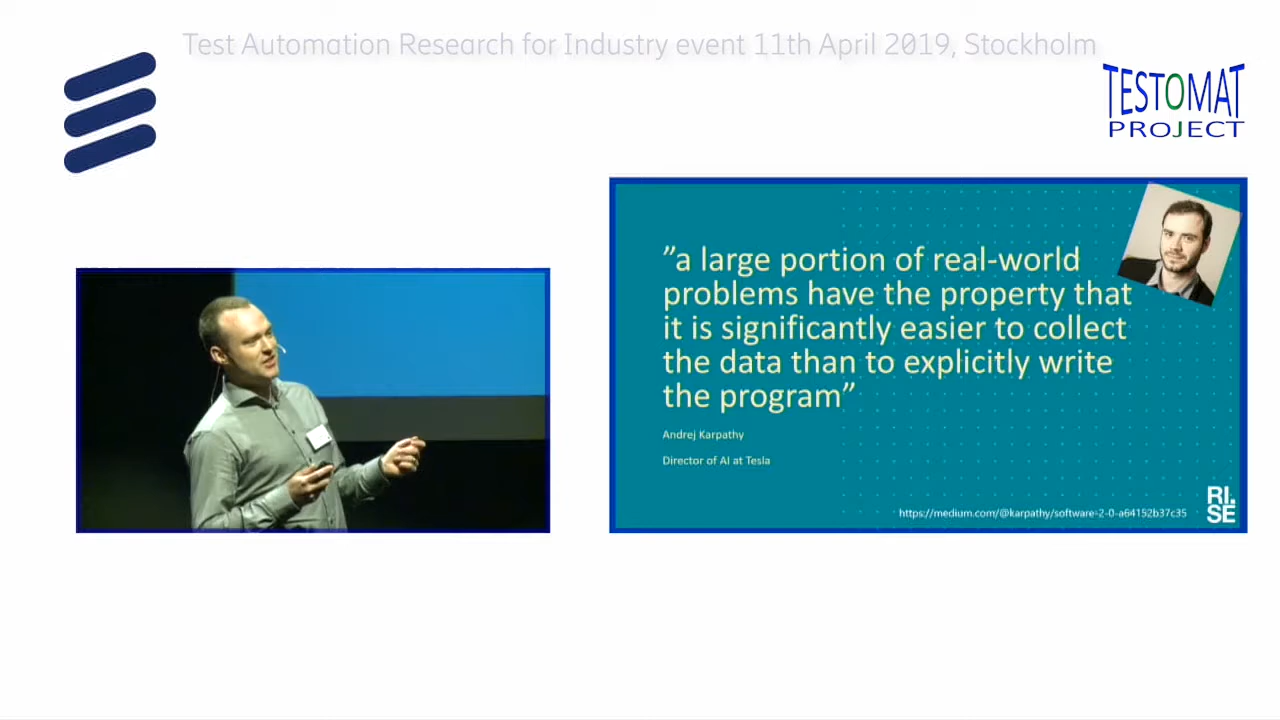 Test Automation Research for Industry event 11th April 2019, Stockholm
TESTOMAT
PROJECT
”a large portion of real-world
problems have the property that
it is significantly easier to collect
the data than to explicitly write
the program”
Andrej Karpathy
Director of AI at Tesla
https://medium.com/@karpathy/software-2-0-a64152b37c35
RI.
SE